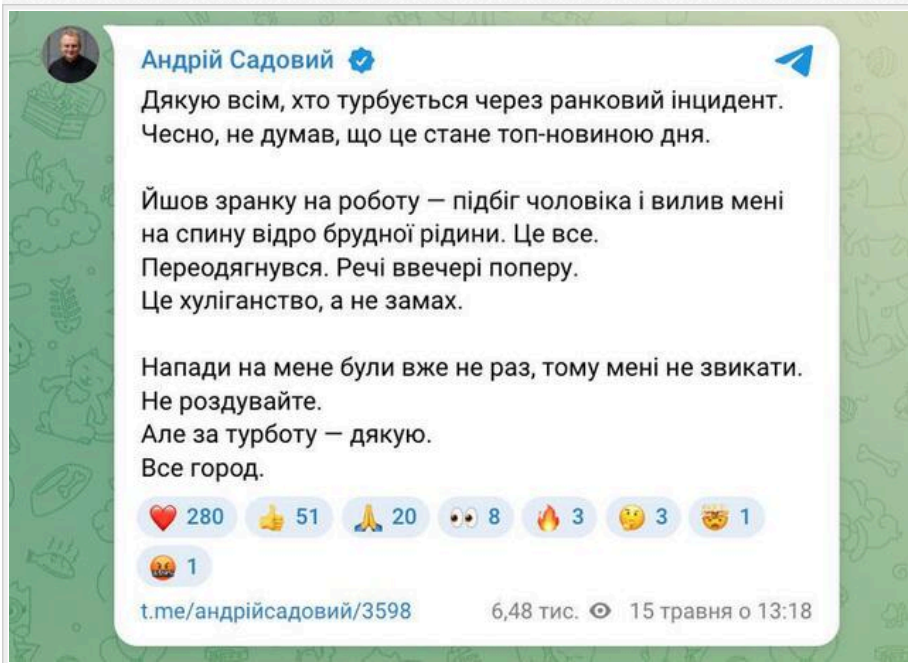 Андрій Садовий
Дякую всім, хто турбується через ранковий інцидент.
Чесно, не думав, що це стане топ-новиною дня.
Йшов зранку на роботу — підбіг чоловіка і вилив мені
на спину відро брудної рідини. Це все.
Переодягнувся. Речі ввечері поперу.
Це хуліганство, а не замах.
Напади на мене були вже не раз, тому мені не звикати.
Не роздувайте.
Але за турботу — дякую.
Все город.
280 51 20 8 3 3 1
1
t.me/андрійсадовий/3598 6,48 тис. 15 травня о 13:18